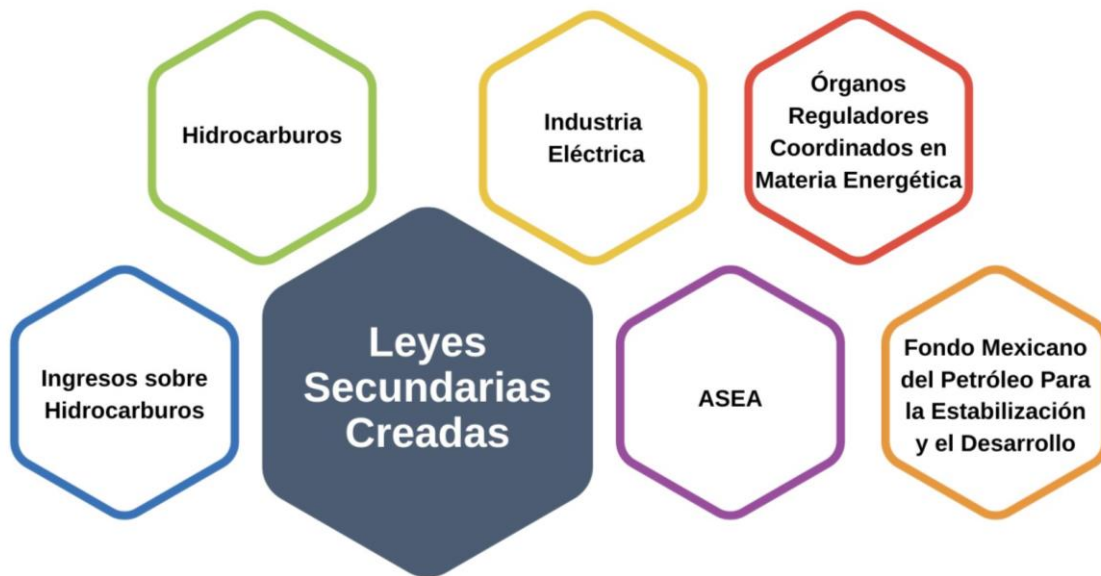 Hidrocarburos
Industria
Eléctrica
Órganos
Reguladores
Coordinados en
Materia Energética
Ingresos sobre
Hidrocarburos
Leyes
Secundarias
Creadas
ASEA
Fondo Mexicano
del Petróleo Para
la Estabilización
y el Desarrollo